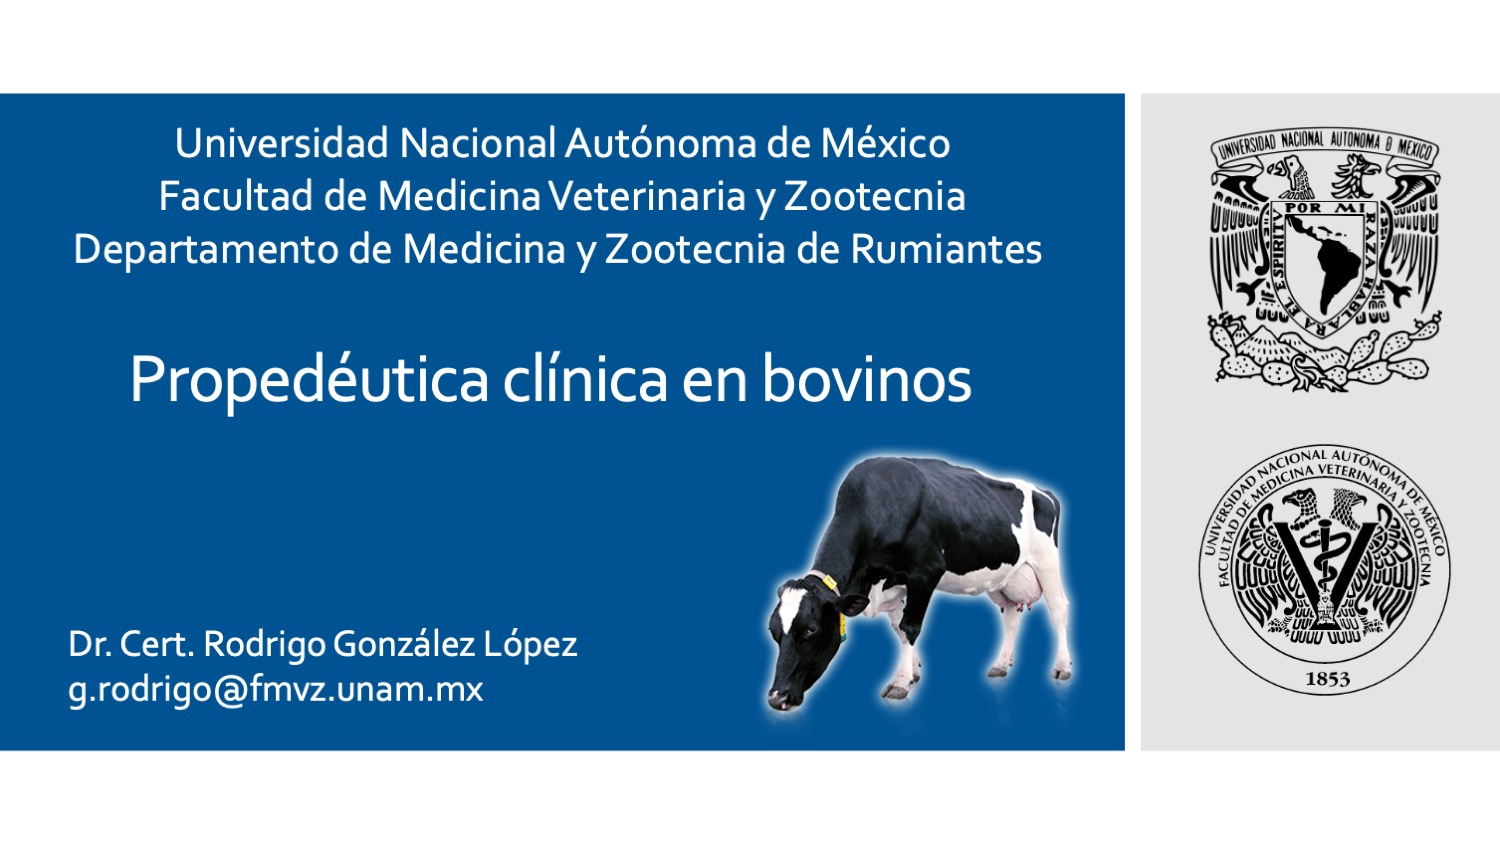 Universidad Nacional Autónoma de México
Facultad de Medicina Veterinaria y Zootecnia
Departamento de Medicina y Zootecnia de Rumiantes
Propedéutica clínica en bovinos
Dr. Cert. Rodrigo González López
g.rodrigo@fmvz.unam.mx
UNIVERSIDAD NACIONAL AUTONOMA D MEXICO
POR MI RAZA HABLARA EL ESPIRITV
UNIVERSIDAD NACIONAL AUTÓNOMA DE MÉXICO
FACULTAD DE MEDICINA VETERINARIA Y ZOOTECNIA
V
1853